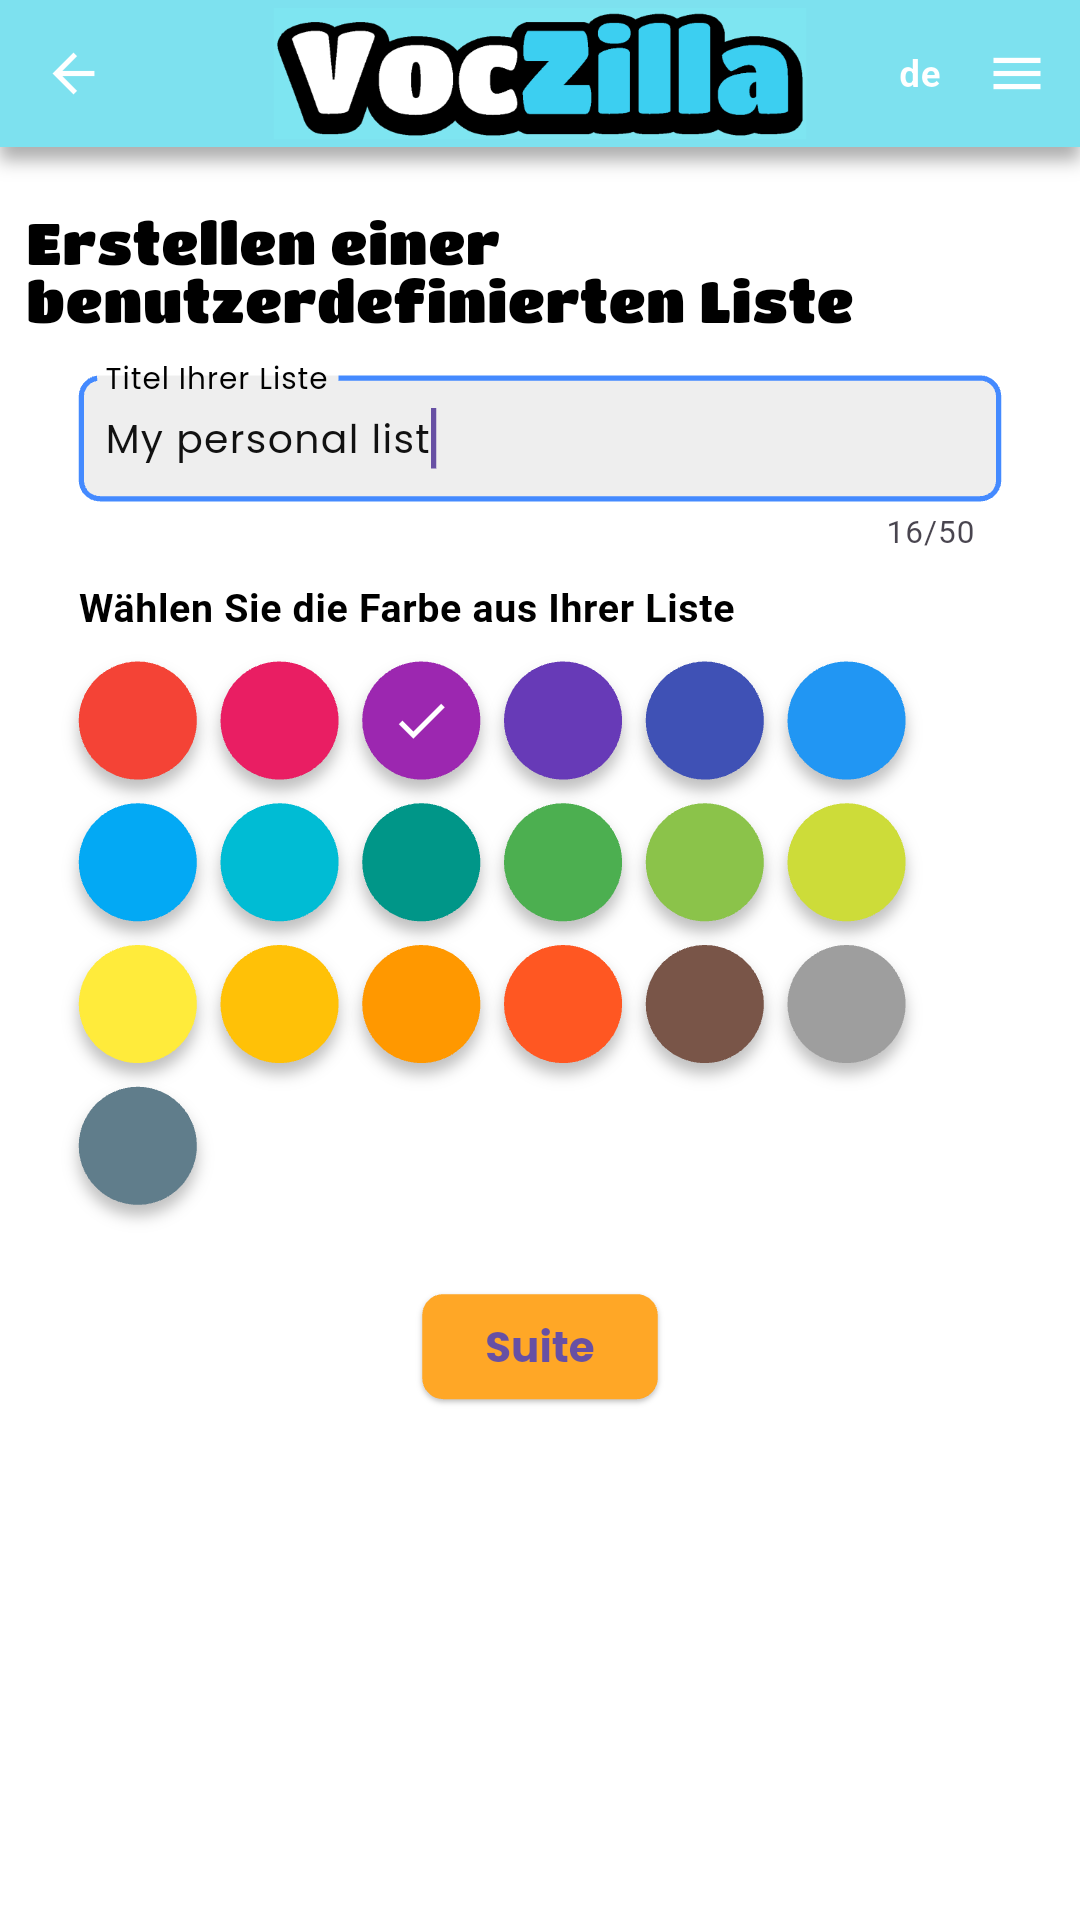 VocZilla
de
Erstellen einer
benutzerdefinierten Liste
Titel Ihrer Liste
My personal list
16/50
Wählen Sie die Farbe aus Ihrer Liste
Suite